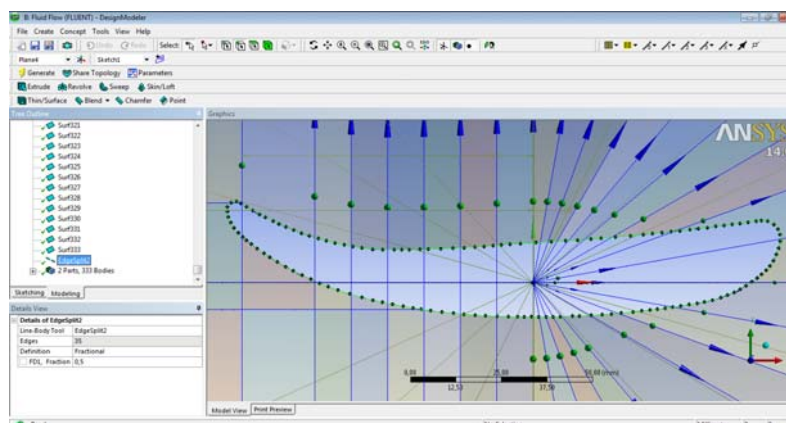 B: Fluid Flow (FLUENT) - DesignModeler
File Create Concept Tools View Help
Undo Redo Select:
Plane4 Sketch1
Generate Share Topology Parameters
Extrude Revolve Sweep Skin/Loft
Thin/Surface Blend Chamfer Point
Tree Outline Graphics
Surf321
Surf322
Surf323
Surf324
Surf325
Surf326
Surf327
Surf328
Surf329
Surf330
Surf331
Surf332
Surf333
EdgeSplit2
2 Parts, 333 Bodies
ANSYS
Sketching Modeling
Details View
Details of EdgeSplit2
Line-Body Tool EdgeSplit2
Edges 35
Definition Fractional
FD1, Fraction 0,5
0,00 25,00 50,00 (mm)
12,50 37,50
Model View Print Preview